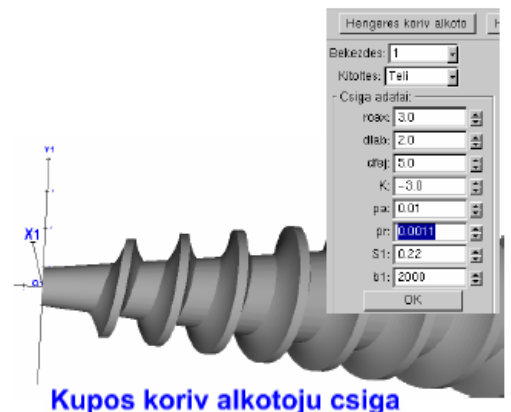 Hengeres koriv alkoto
Bekezdes: 1
Kitoltes: Teli
Csiga adatai:
roax: 3.0
dlab: 2.0
dfej: 5.0
K: -3.0
pa: 0.01
pr: 0.0011
S1: 0.22
b1: 2000
OK
Y1
X1
Kupos koriv alkotoju csiga